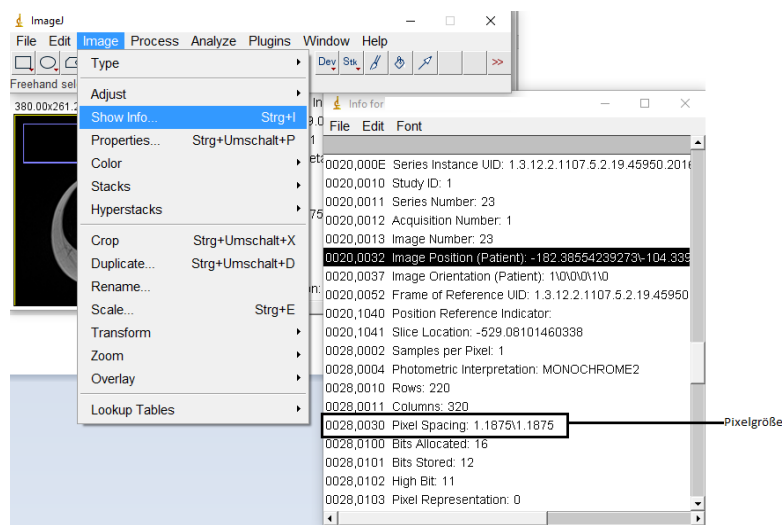 ImageJ
File Edit Image Process Analyze Plugins Window Help
Dev Stk >>
Freehand sel
380.00x261.2
Type
Adjust
Show Info... Strg+I
Properties... Strg+Umschalt+P
Color
Stacks
Hyperstacks
Crop Strg+Umschalt+X
Duplicate... Strg+Umschalt+D
Rename...
Scale... Strg+E
Transform
Zoom
Overlay
Lookup Tables
Info for
File Edit Font
0020,000E Series Instance UID: 1.3.12.2.1107.5.2.19.45950.2016
0020,0010 Study ID: 1
0020,0011 Series Number: 23
0020,0012 Acquisition Number: 1
0020,0013 Image Number: 23
0020,0032 Image Position (Patient): -182.38554239273\-104.339
0020,0037 Image Orientation (Patient): 1\0\0\0\1\0
0020,0052 Frame of Reference UID: 1.3.12.2.1107.5.2.19.45950
0020,1040 Position Reference Indicator:
0020,1041 Slice Location: -529.08101460338
0028,0002 Samples per Pixel: 1
0028,0004 Photometric Interpretation: MONOCHROME2
0028,0010 Rows: 220
0028,0011 Columns: 320
0028,0030 Pixel Spacing: 1.1875\1.1875
0028,0100 Bits Allocated: 16
0028,0101 Bits Stored: 12
0028,0102 High Bit: 11
0028,0103 Pixel Representation: 0
Pixelgröße